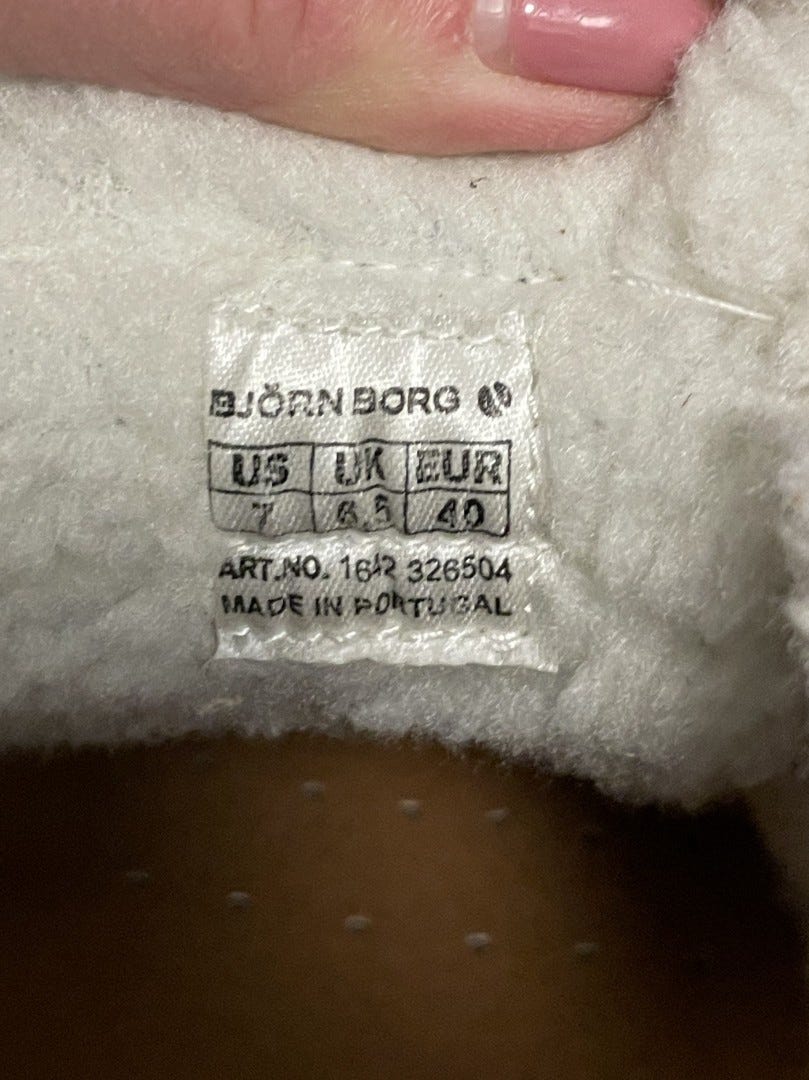 BJÖRN BORG
US UK EUR
7 6.5 40
ART.NO. 1642 326504
MADE IN PORTUGAL